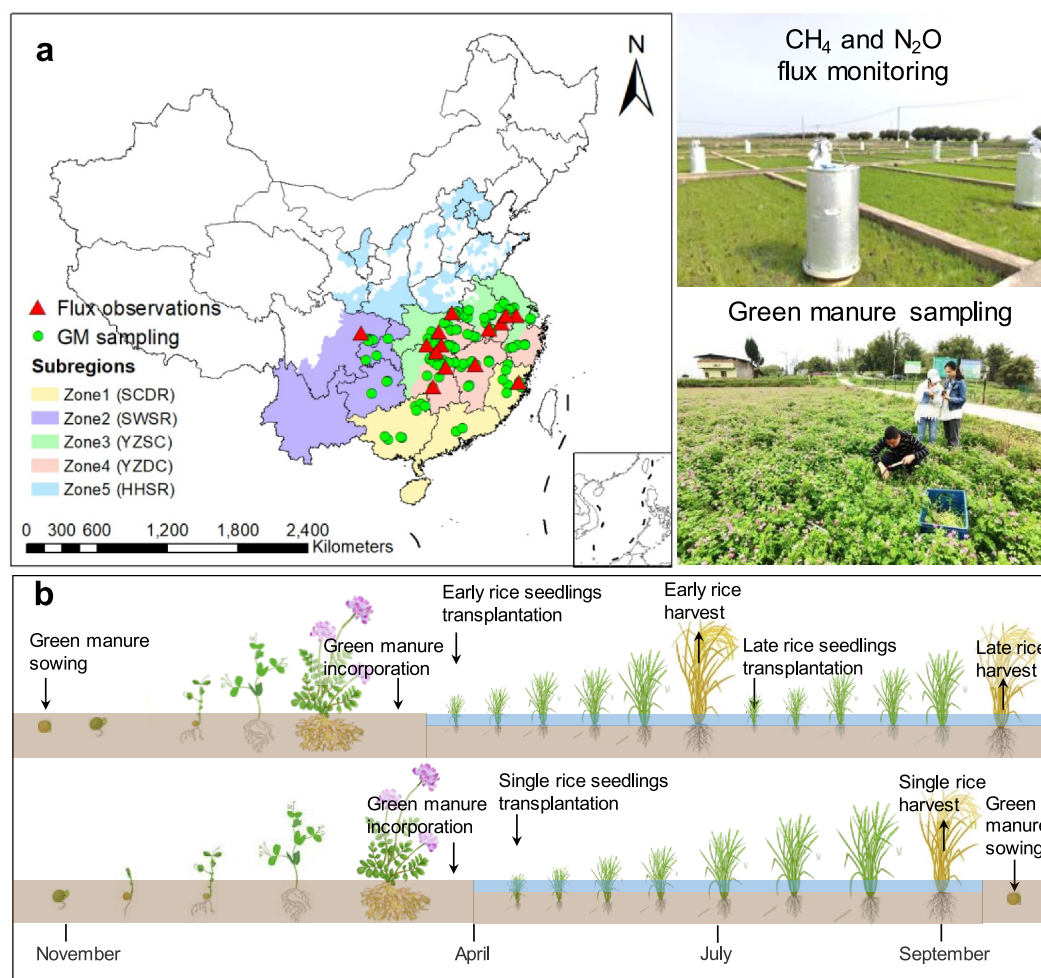 a
N
Flux observations
GM sampling
Subregions
Zone1 (SCDR)
Zone2 (SWSR)
Zone3 (YZSC)
Zone4 (YZDC)
Zone5 (HHSR)
0 300 600 1,200 1,800 2,400
Kilometers
CH₄ and N₂O
flux monitoring
Green manure sampling
b
Green manure
sowing
Green manure
incorporation
Early rice seedlings
transplantation
Early rice
harvest
Late rice seedlings
transplantation
Late rice
harvest
Green manure
incorporation
Single rice seedlings
transplantation
Single rice
harvest
Green
manure
sowing
November
April
July
September